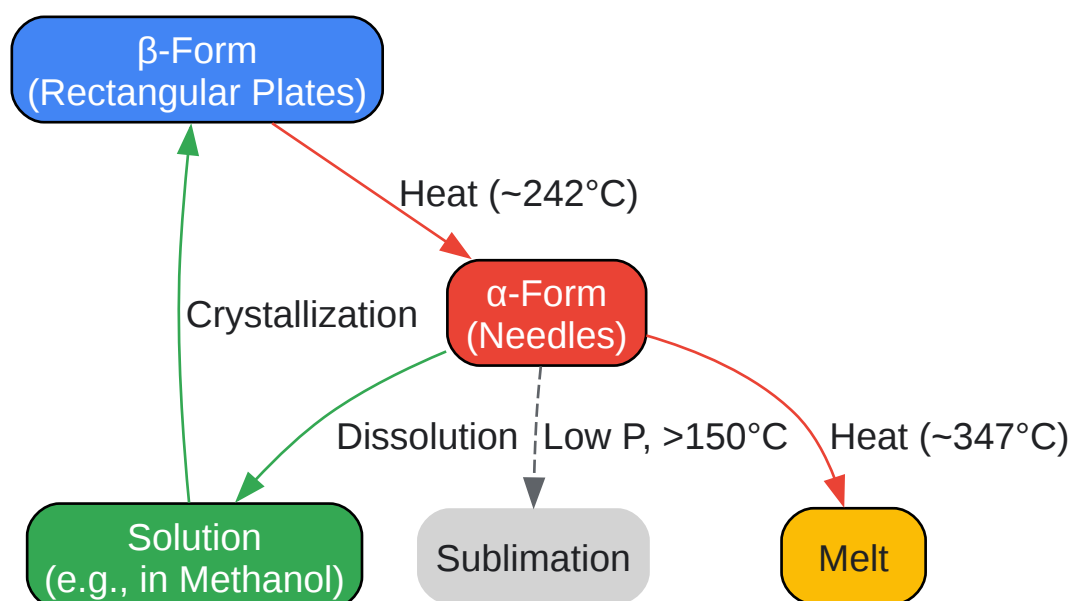 β-Form
(Rectangular Plates)
Heat (~242°C)
α-Form
(Needles)
Crystallization
Dissolution
Low P, >150°C
Heat (~347°C)
Solution
(e.g., in Methanol)
Sublimation
Melt